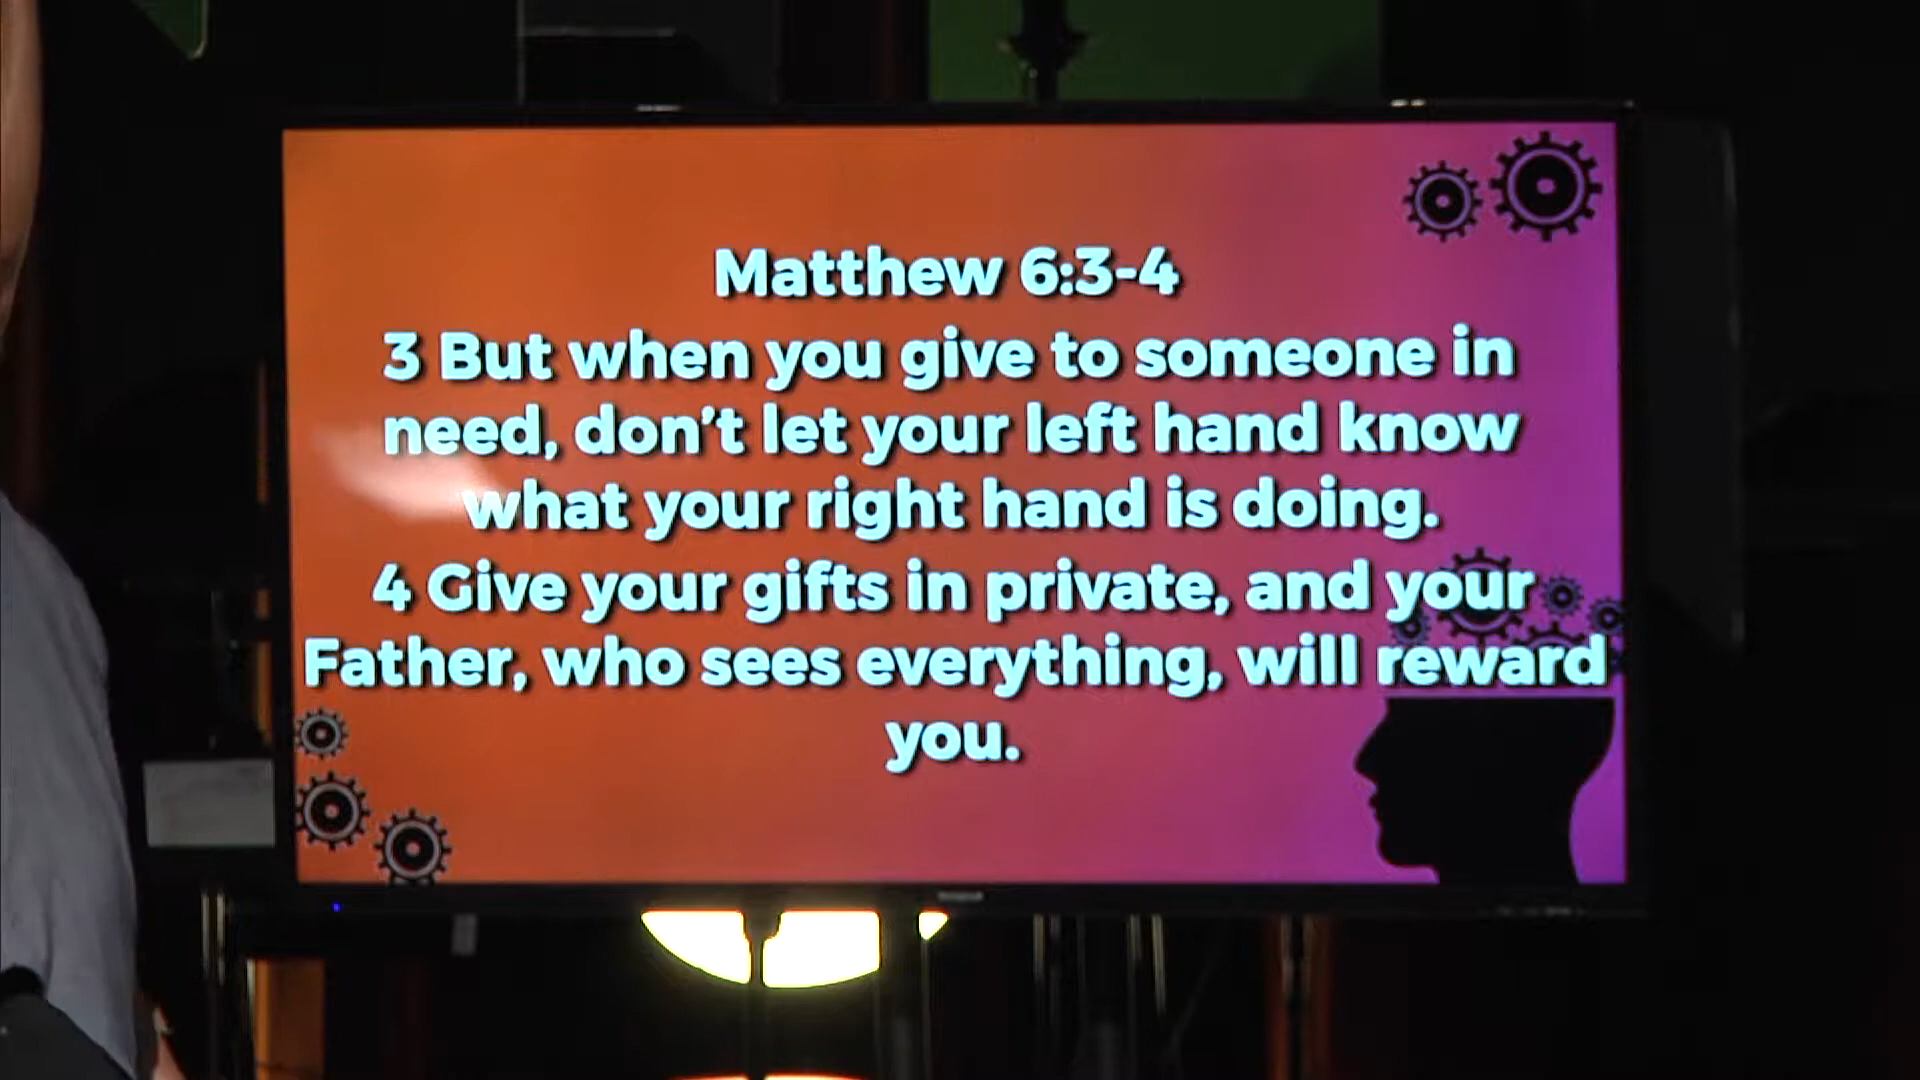 Matthew 6:3-4
3 But when you give to someone in
need, don't let your left hand know
what your right hand is doing.
4 Give your gifts in private, and your
Father, who sees everything, will reward
you.